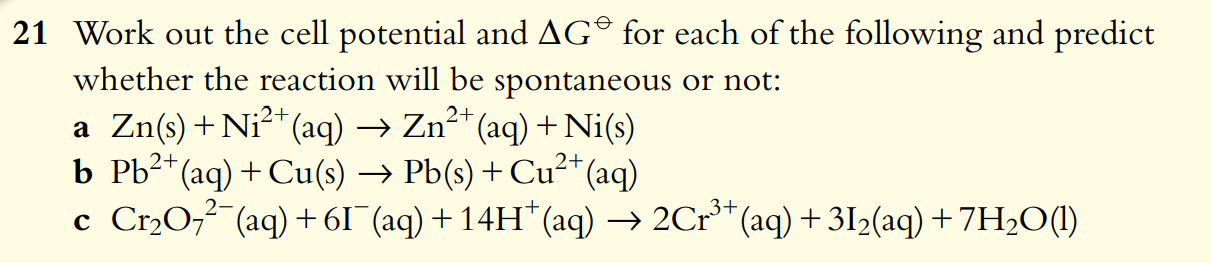 21 Work out the cell potential and ΔG⦵ for each of the following and predict
whether the reaction will be spontaneous or not:
a Zn(s) + Ni²⁺(aq) → Zn²⁺(aq) + Ni(s)
b Pb²⁺(aq) + Cu(s) → Pb(s) + Cu²⁺(aq)
c Cr₂O₇²⁻(aq) + 6I⁻(aq) + 14H⁺(aq) → 2Cr³⁺(aq) + 3I₂(aq) + 7H₂O(l)